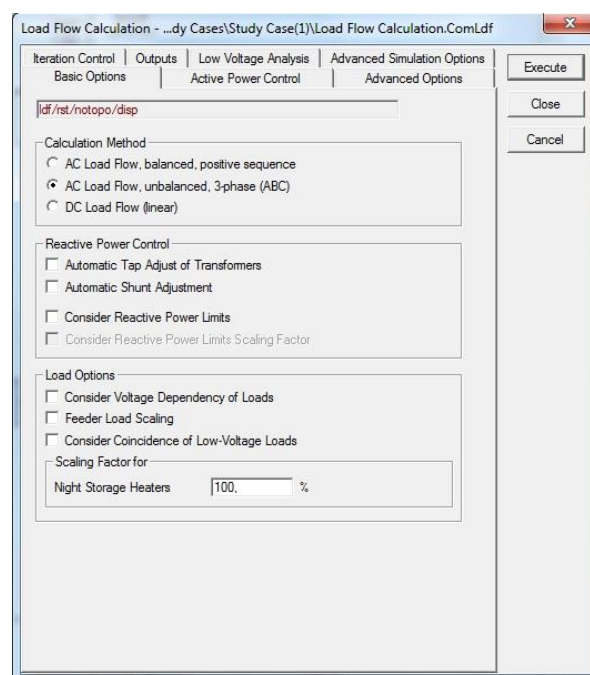 Load Flow Calculation - ...dy Cases\Study Case(1)\Load Flow Calculation.ComLdf
Iteration Control Outputs Low Voltage Analysis Advanced Simulation Options
Basic Options Active Power Control Advanced Options
Execute
Close
Cancel
ldf/rst/notopo/disp
Calculation Method
AC Load Flow, balanced, positive sequence
AC Load Flow, unbalanced, 3-phase (ABC)
DC Load Flow (linear)
Reactive Power Control
Automatic Tap Adjust of Transformers
Automatic Shunt Adjustment
Consider Reactive Power Limits
Consider Reactive Power Limits Scaling Factor
Load Options
Consider Voltage Dependency of Loads
Feeder Load Scaling
Consider Coincidence of Low-Voltage Loads
Scaling Factor for
Night Storage Heaters 100, %